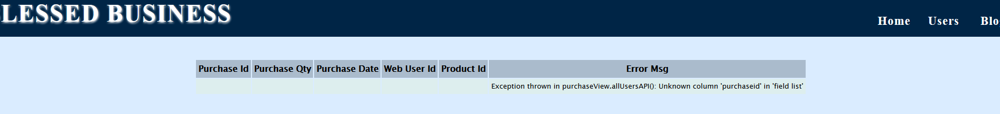 LESSED BUSINESS
Home Users Blo
Purchase Id Purchase Qty Purchase Date Web User Id Product Id Error Msg
Exception thrown in purchaseView.allUsersAPI(): Unknown column 'purchaseid' in 'field list'